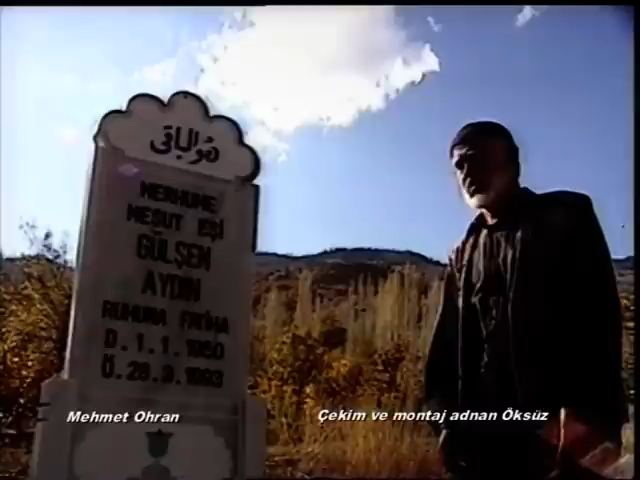 هو الباقي
MERHUME
MESUT EŞİ
GÜLŞEN
AYDIN
RUHUNA FATİHA
D.1.1.1960
Ö.28.9.1993
Mehmet Ohran
Çekim ve montaj adnan Öksüz